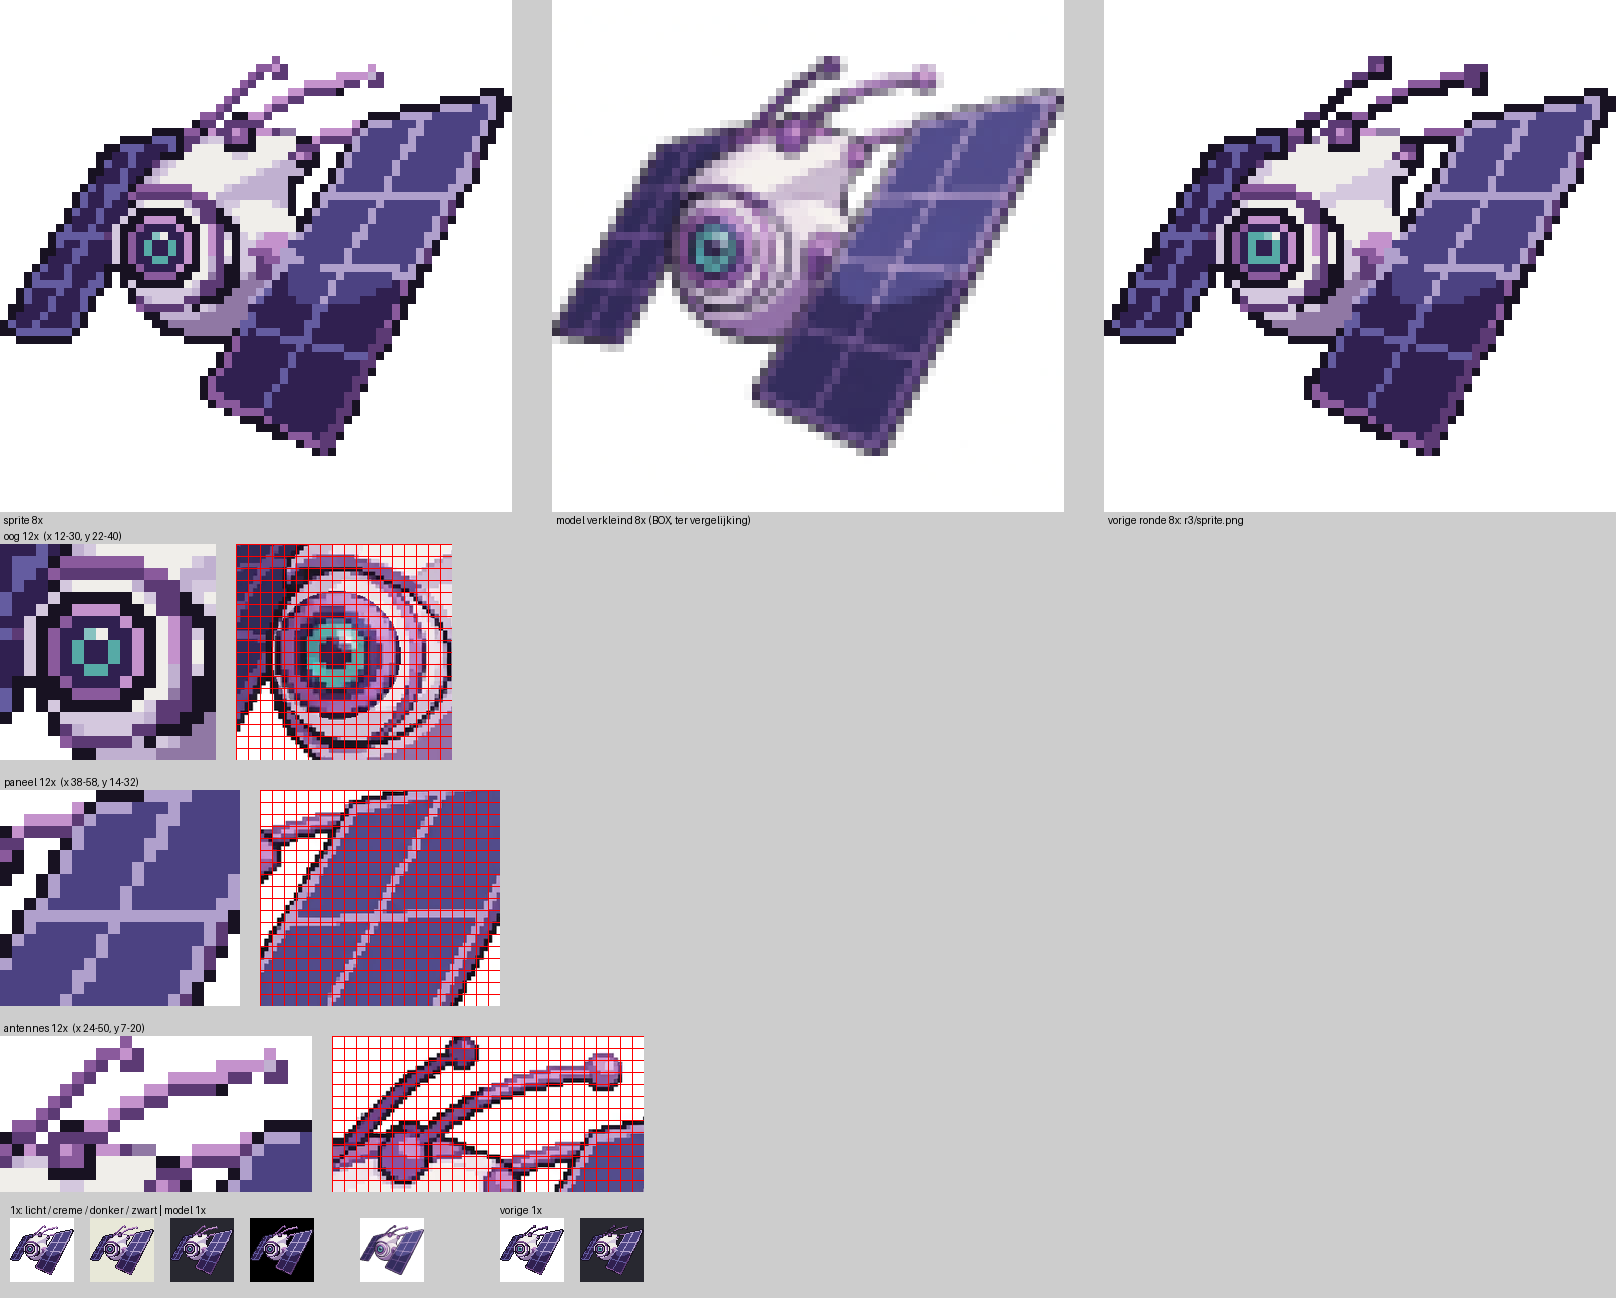 sprite 8x
model verkleind 8x (BOX, ter vergelijking)
vorige ronde 8x: r3/sprite.png
oog 12x (x 12-30, y 22-40)
paneel 12x (x 38-58, y 14-32)
antennes 12x (x 24-50, y 7-20)
1x: licht / creme / donker / zwart | model 1x
vorige 1x